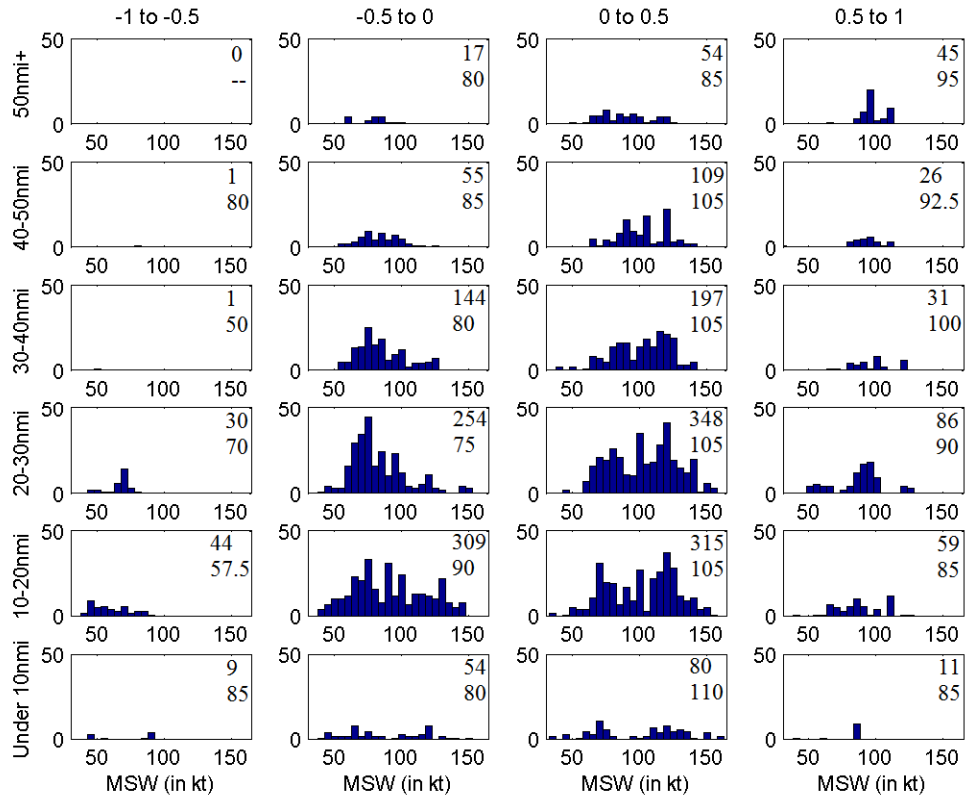 -1 to -0.5 -0.5 to 0 0 to 0.5 0.5 to 1
50nmi+
50 0 50 17 50 54 50 45
-- 80 85 95
0 0 0 0
50 100 150 50 100 150 50 100 150 50 100 150
40-50nmi
50 1 50 55 50 109 50 26
80 85 105 92.5
0 0 0 0
50 100 150 50 100 150 50 100 150 50 100 150
30-40nmi
50 1 50 144 50 197 50 31
50 80 105 100
0 0 0 0
50 100 150 50 100 150 50 100 150 50 100 150
20-30nmi
50 30 50 254 50 348 50 86
70 75 105 90
0 0 0 0
50 100 150 50 100 150 50 100 150 50 100 150
10-20nmi
50 44 50 309 50 315 50 59
57.5 90 105 85
0 0 0 0
50 100 150 50 100 150 50 100 150 50 100 150
Under 10nmi
50 9 50 54 50 80 50 11
85 80 110 85
0 0 0 0
50 100 150 50 100 150 50 100 150 50 100 150
MSW (in kt) MSW (in kt) MSW (in kt) MSW (in kt)